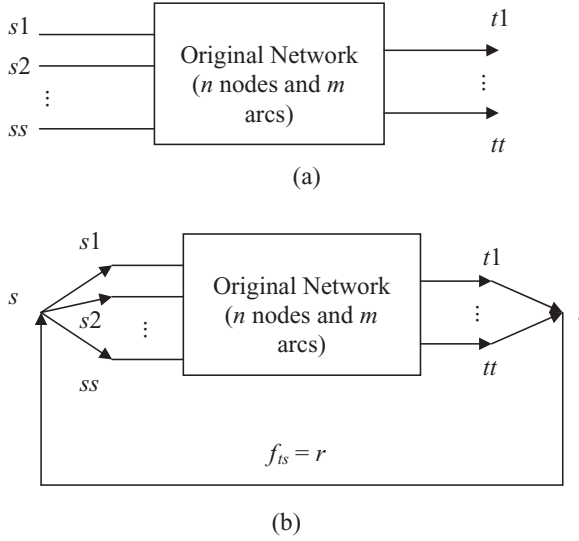 s1
s2
⋮
ss
Original Network
(n nodes and m
arcs)
t1
⋮
tt
(a)
s
s1
s2
⋮
ss
Original Network
(n nodes and m
arcs)
t1
⋮
tt
f_ts = r
(b)